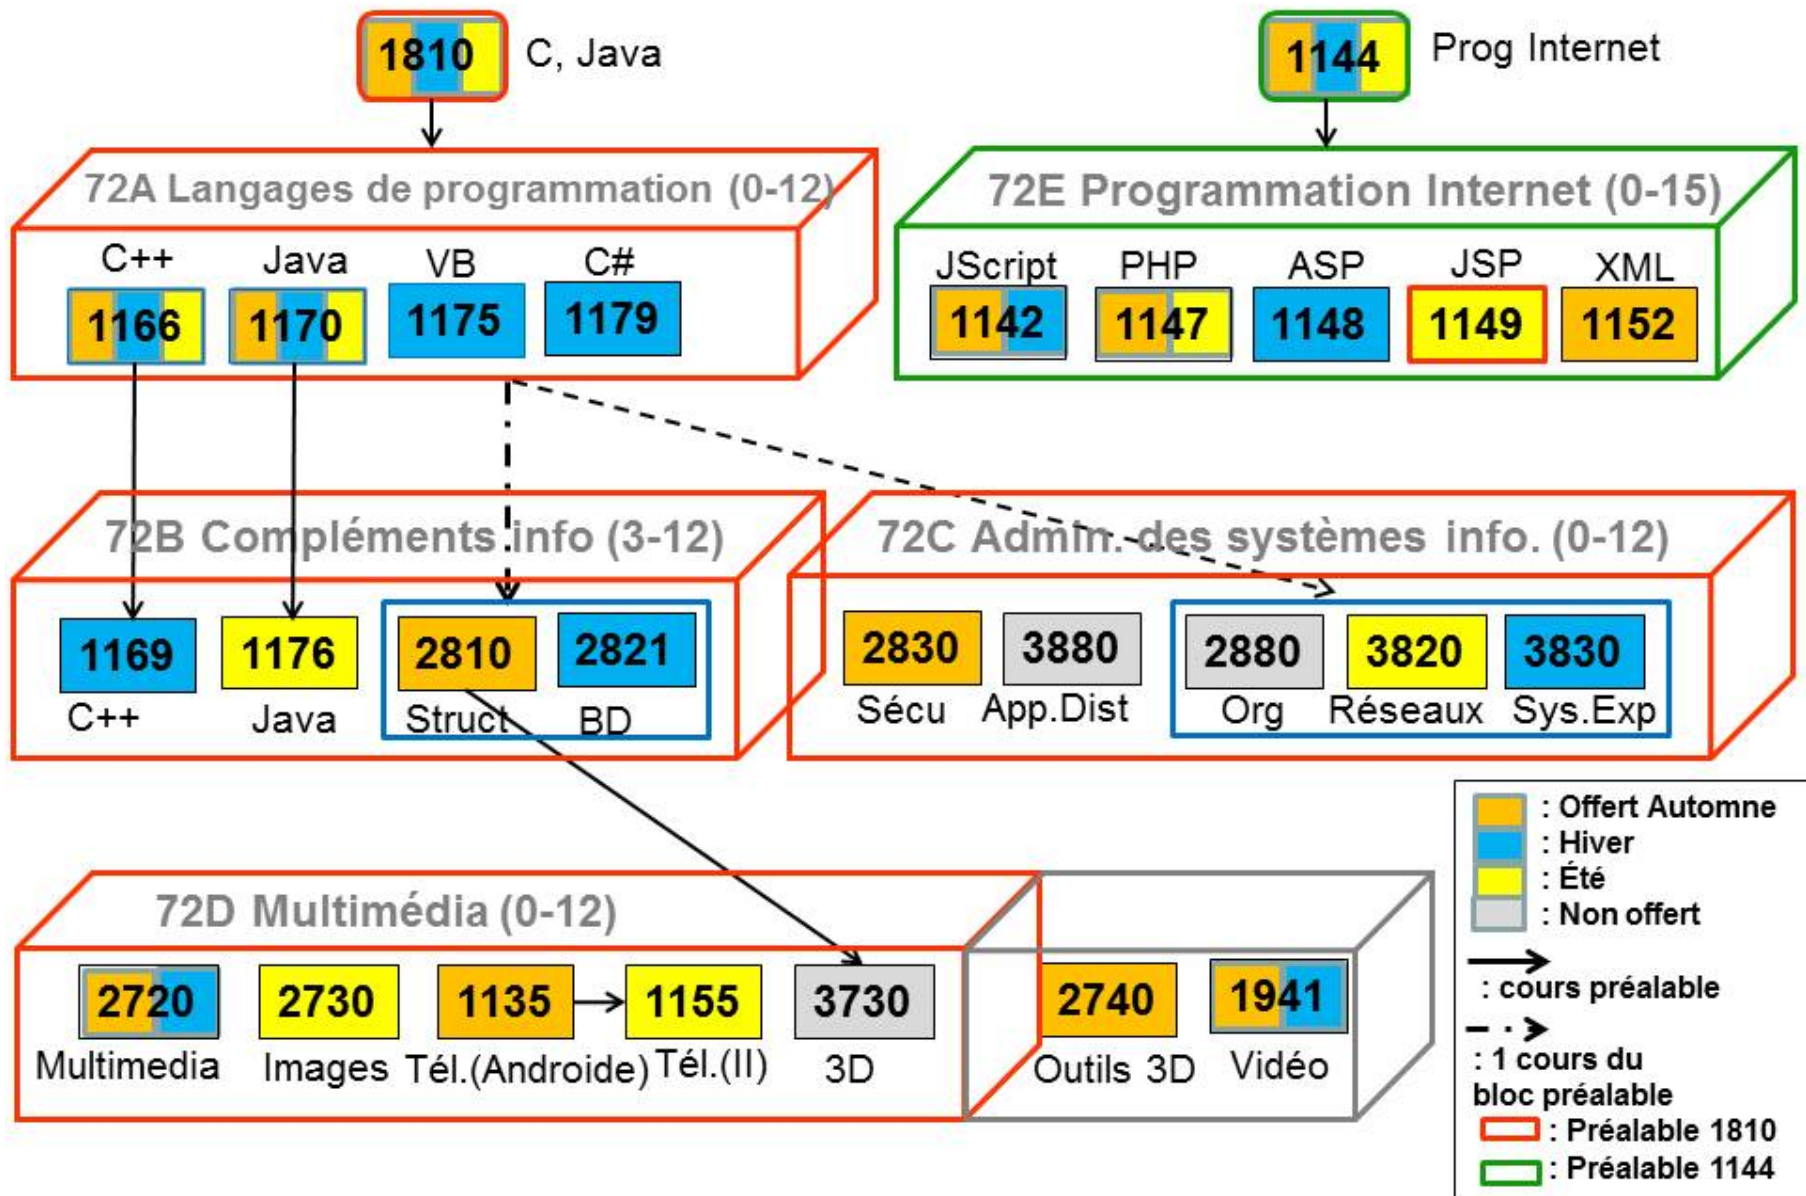 1810 C, Java
1144 Prog Internet
72A Langages de programmation (0-12)
C++ Java VB C#
1166 1170 1175 1179
72E Programmation Internet (0-15)
JScript PHP ASP JSP XML
1142 1147 1148 1149 1152
72B Compléments info (3-12)
1169 1176 2810 2821
C++ Java Struct BD
72C Admin. des systèmes info. (0-12)
2830 3880 2880 3820 3830
Sécu App.Dist Org Réseaux Sys.Exp
72D Multimédia (0-12)
2720 2730 1135 1155 3730 2740 1941
Multimedia Images Tél.(Androide) Tél.(II) 3D Outils 3D Vidéo
: Offert Automne
: Hiver
: Été
: Non offert
: cours préalable
: 1 cours du
bloc préalable
: Préalable 1810
: Préalable 1144